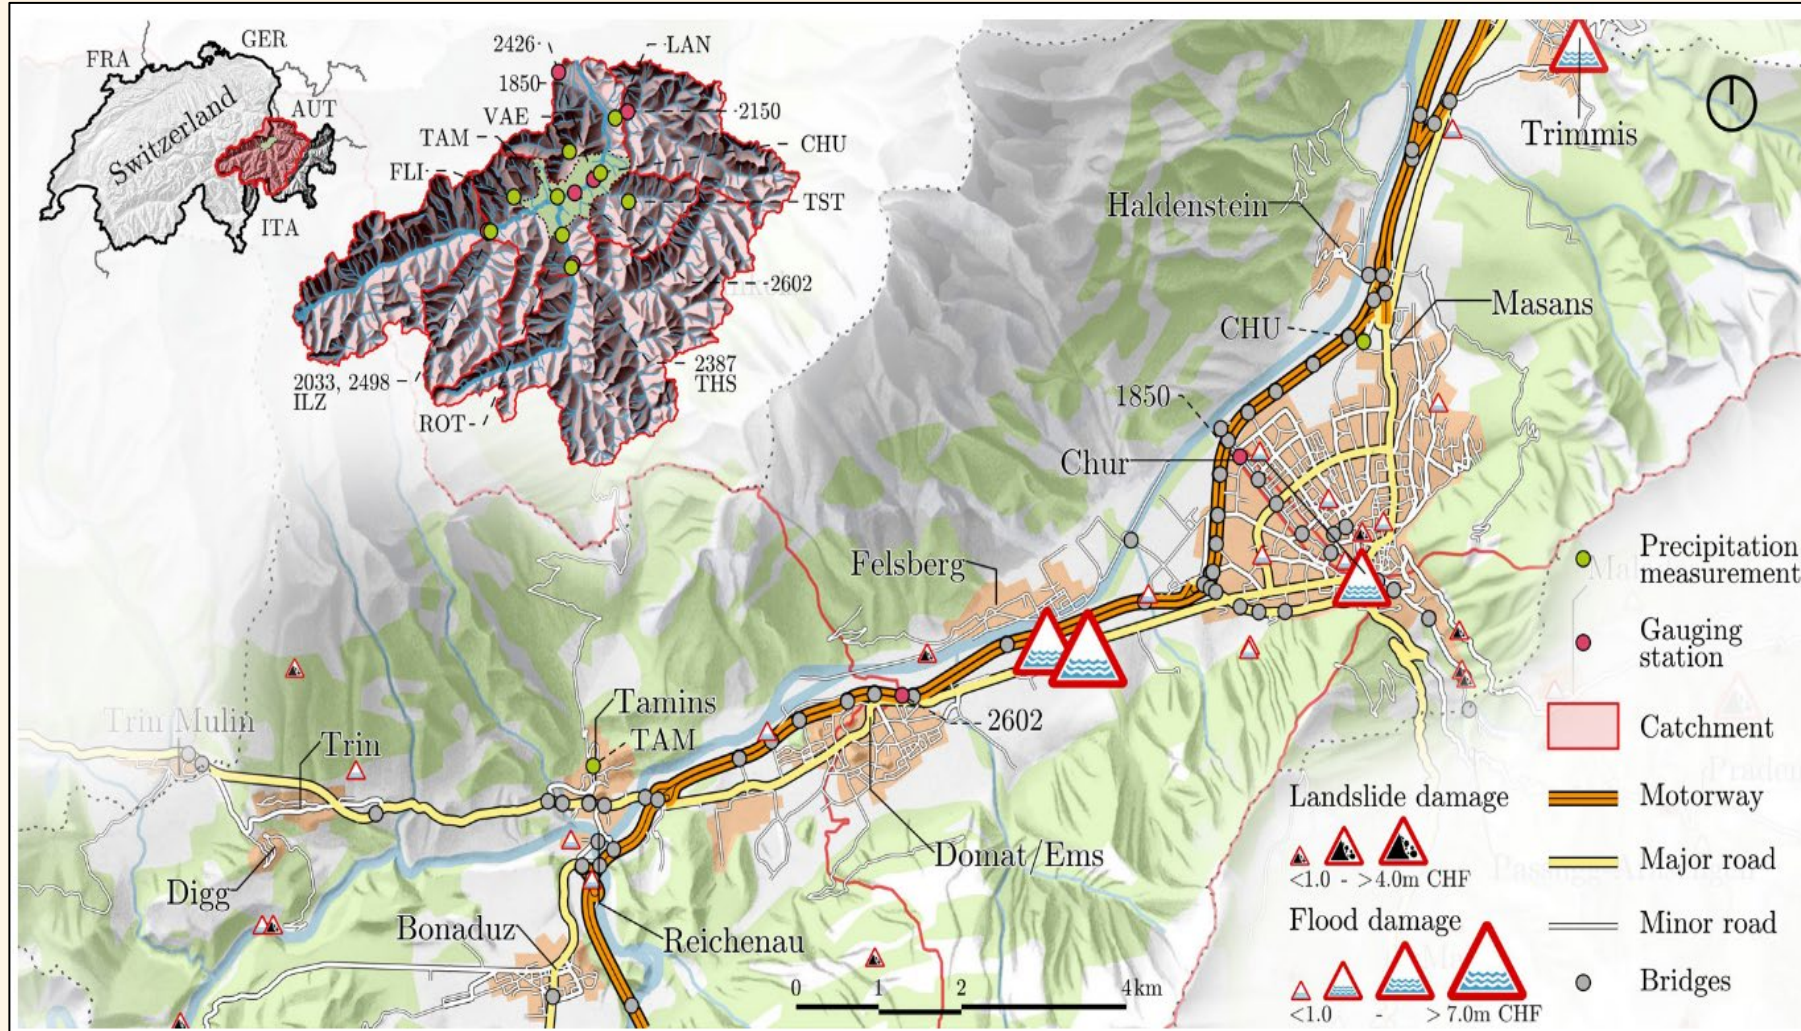 FRA
GER
AUT
Switzerland
ITA
2426
LAN
1850
2150
VAE
TAM
CHU
FLI
TST
2602
2387
THS
2033, 2498
ILZ
ROT
Trimmis
Haldenstein
Masans
CHU
1850
Chur
Felsberg
Tamins
TAM
2602
Trin Mulin
Trin
Domat/Ems
Digg
Bonaduz
Reichenau
0 1 2 4km
Precipitation
measurement
Gauging
station
Catchment
Motorway
Major road
Minor road
Bridges
Landslide damage
<1.0 - >4.0m CHF
Flood damage
<1.0 - >7.0m CHF